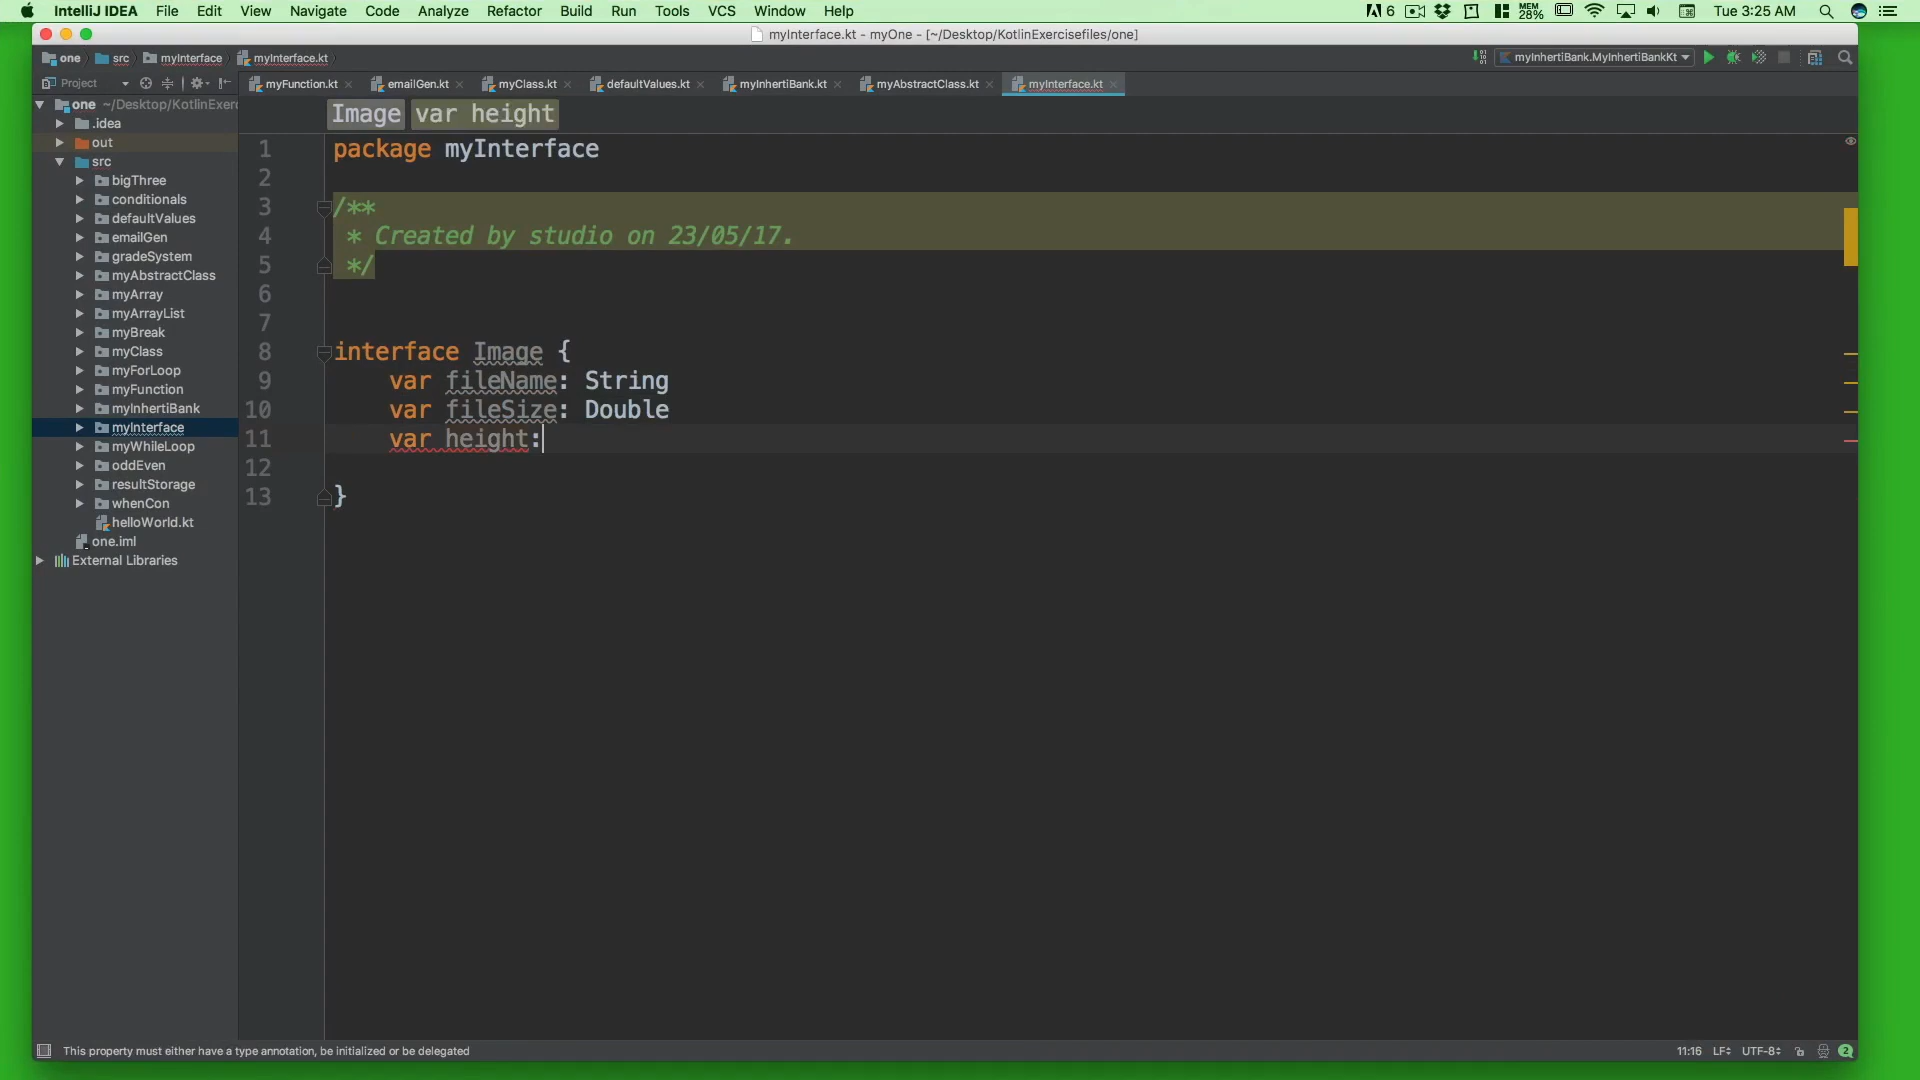 IntelliJ IDEA File Edit View Navigate Code Analyze Refactor Build Run Tools VCS Window Help 6 MEM 28% Tue 3:25 AM
myInterface.kt - myOne - [~/Desktop/KotlinExercisefiles/one]
one src myInterface myInterface.kt myInhertiBank.MyInhertiBankKt
Project myFunction.kt emailGen.kt myClass.kt defaultValues.kt myInhertiBank.kt myAbstractClass.kt myInterface.kt
one ~/Desktop/KotlinExerc
.idea
out
src
bigThree
conditionals
defaultValues
emailGen
gradeSystem
myAbstractClass
myArray
myArrayList
myBreak
myClass
myForLoop
myFunction
myInhertiBank
myInterface
myWhileLoop
oddEven
resultStorage
whenCon
helloWorld.kt
one.iml
External Libraries
Image var height
1 package myInterface
2
3 /**
4 * Created by studio on 23/05/17.
5 */
6
7
8 interface Image {
9 var fileName: String
10 var fileSize: Double
11 var height:
12
13 }
This property must either have a type annotation, be initialized or be delegated 11:16 LF UTF-8 2